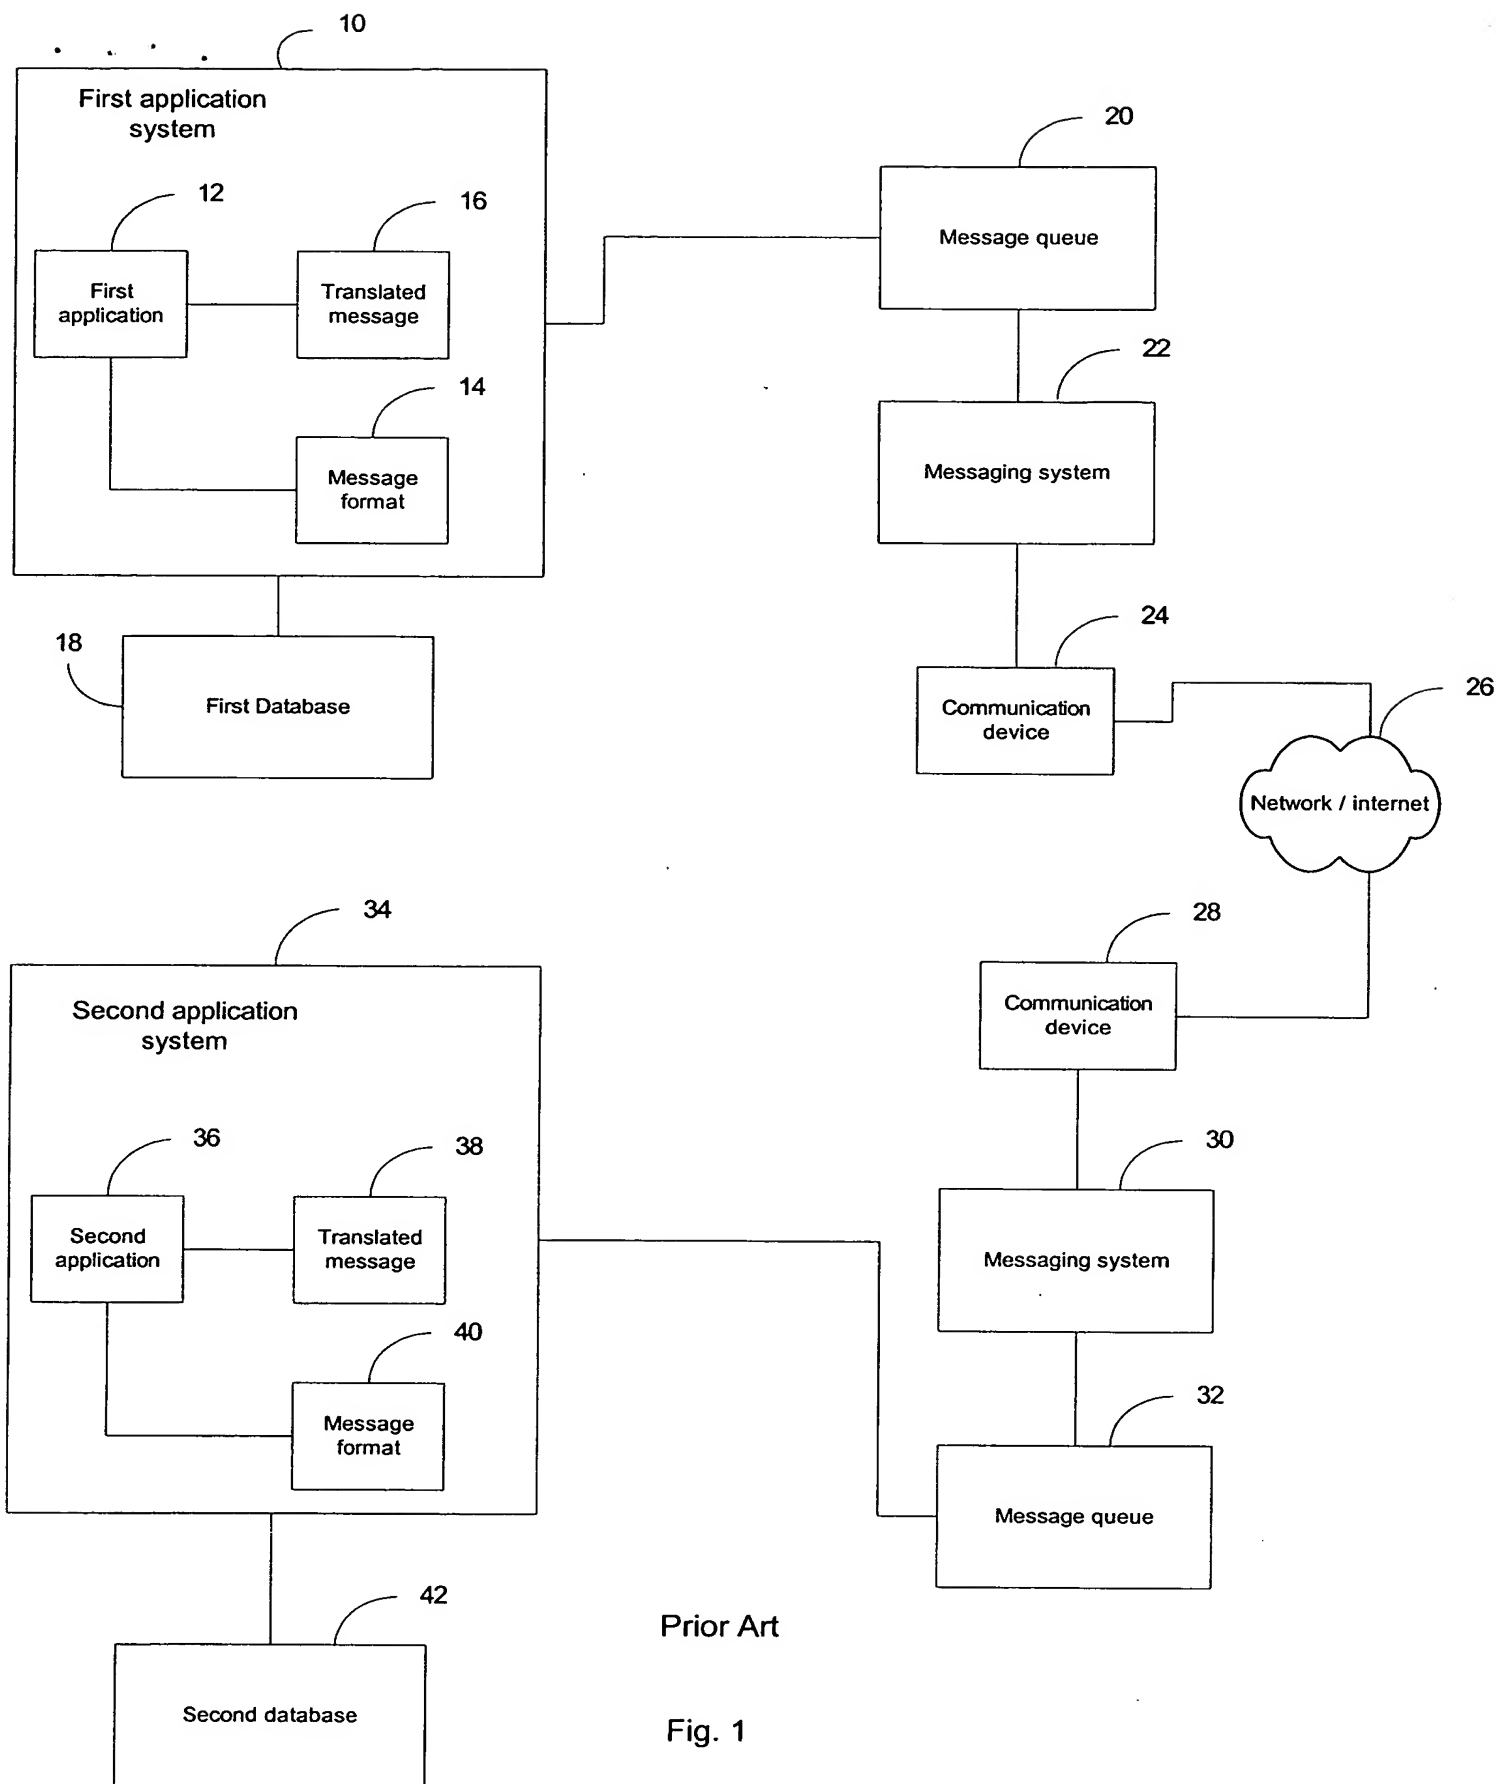 10
First application
system
20
12
16
Message queue
First
application
Translated
message
22
14
Messaging system
Message
format
24
18
26
First Database
Communication
device
Network / internet
34
28
Second application
system
Communication
device
36
38
30
Second
application
Translated
message
Messaging system
40
32
Message
format
Message queue
42
Prior Art
Second database
Fig. 1